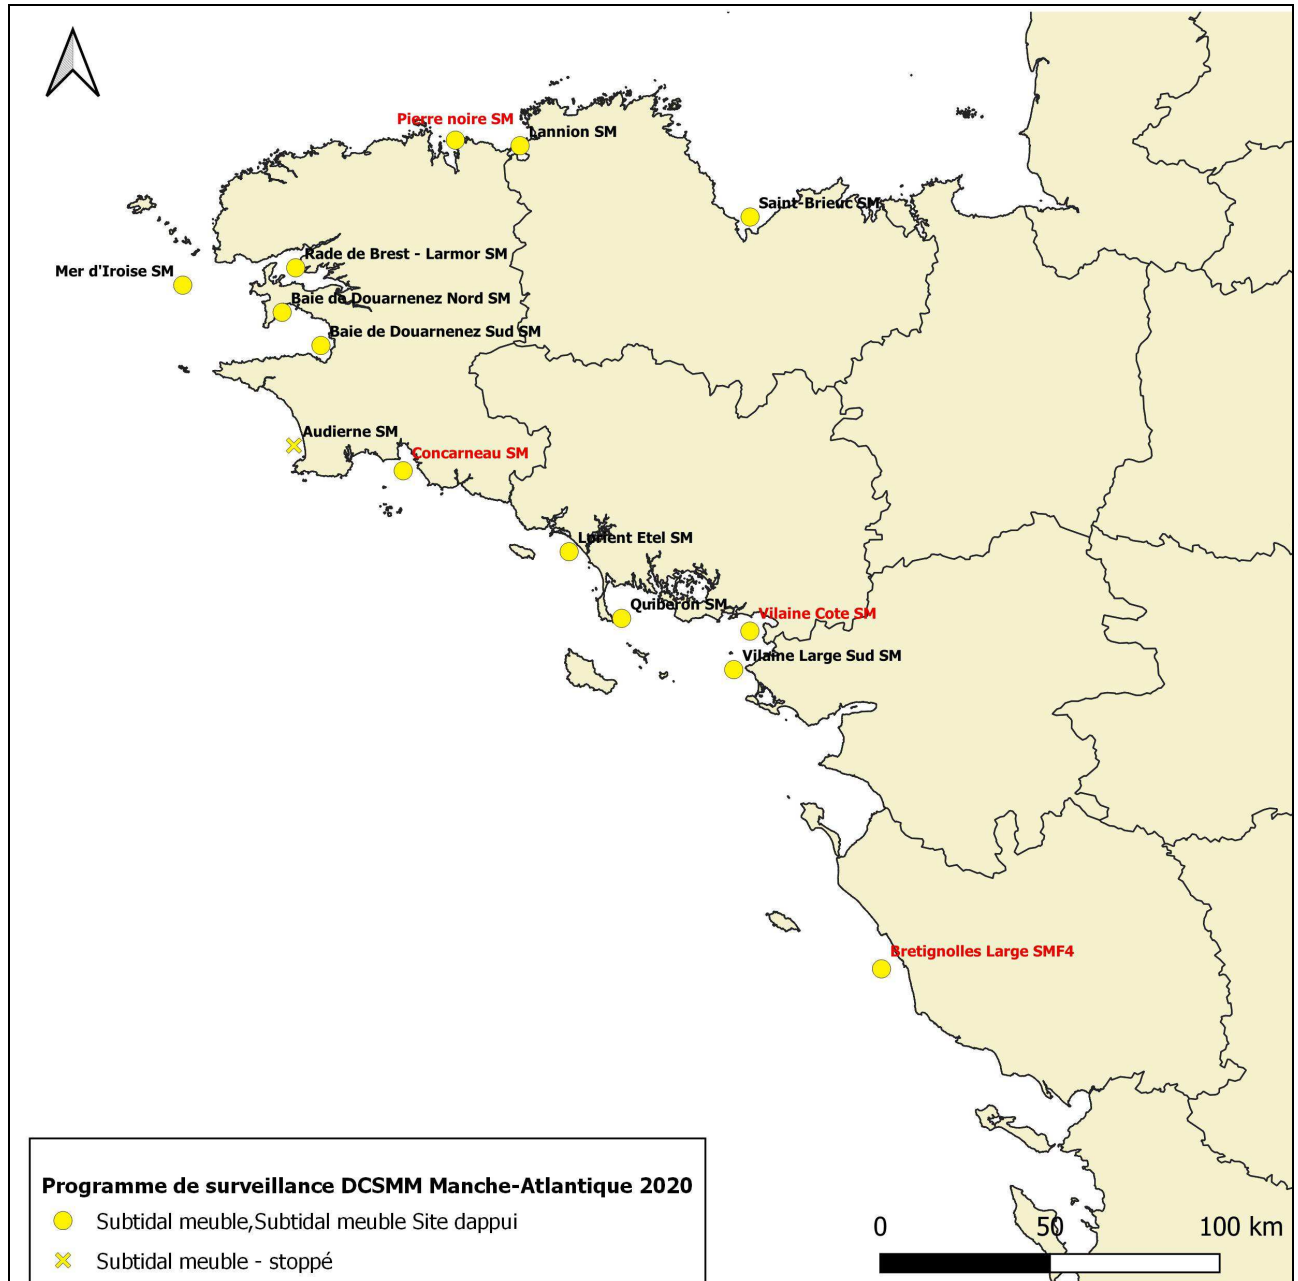 Pierre noire SM
Lannion SM
Saint-Brieuc SM
Rade de Brest - Larmor SM
Mer d'Iroise SM
Baie de Douarnenez Nord SM
Baie de Douarnenez Sud SM
Audierne SM
Concarneau SM
Lorient Etel SM
Quiberon SM
Vilaine Cote SM
Vilaine Large Sud SM
Bretignolles Large SMF4
Programme de surveillance DCSMM Manche-Atlantique 2020
Subtidal meuble,Subtidal meuble Site dappui
Subtidal meuble - stoppé
0 50 100 km